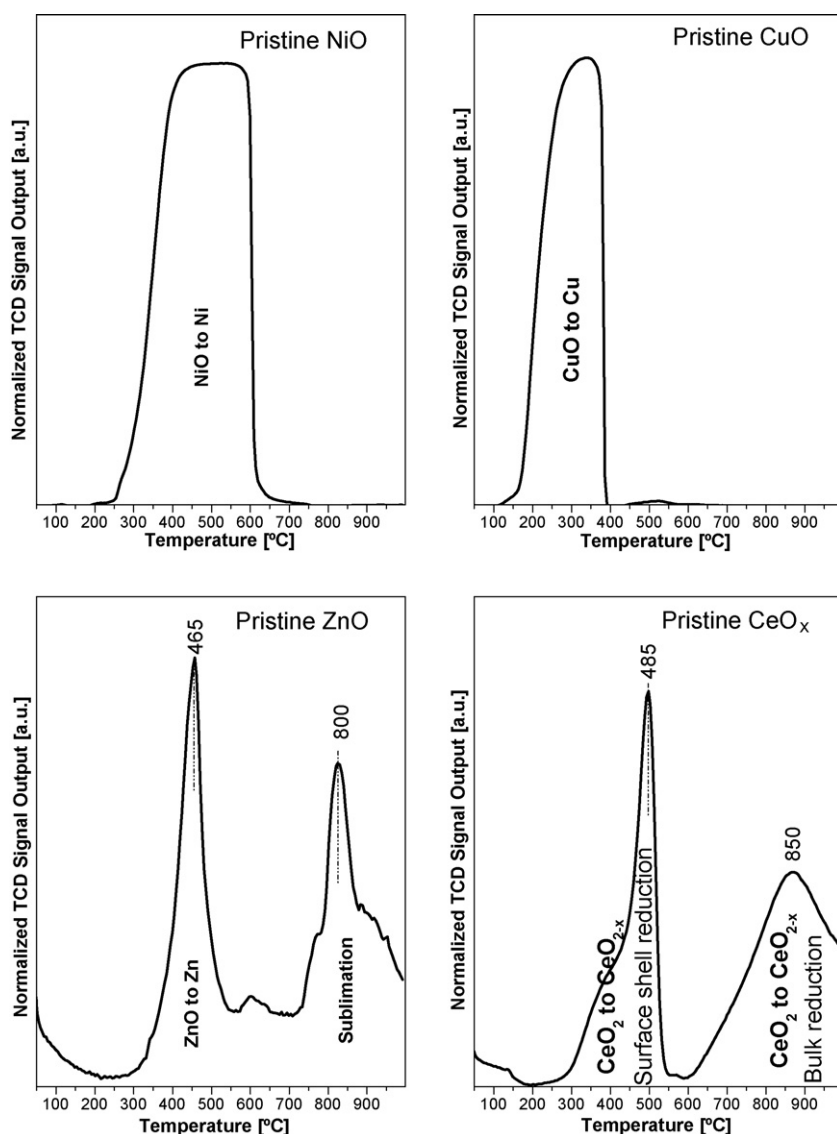 Pristine NiO
Normalized TCD Signal Output [a.u.]
NiO to Ni
100 200 300 400 500 600 700 800 900
Temperature [ºC]
Pristine CuO
Normalized TCD Signal Output [a.u.]
CuO to Cu
100 200 300 400 500 600 700 800 900
Temperature [ºC]
Pristine ZnO
Normalized TCD Signal Output [a.u.]
465
800
ZnO to Zn
Sublimation
100 200 300 400 500 600 700 800 900
Temperature [ºC]
Pristine CeOₓ
Normalized TCD Signal Output [a.u.]
485
850
CeO₂ to CeO₂₋ₓ
Surface shell reduction
CeO₂ to CeO₂₋ₓ
Bulk reduction
100 200 300 400 500 600 700 800 900
Temperature [ºC]